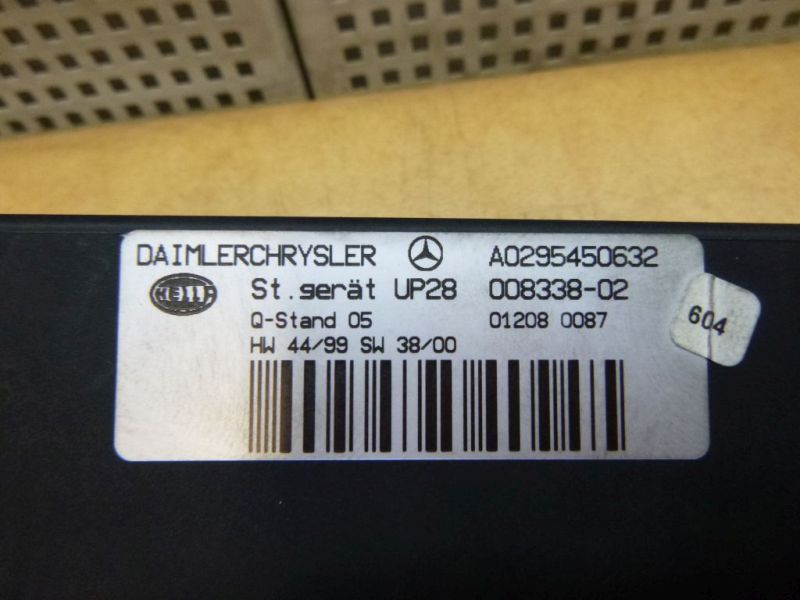 DAIMLERCHRYSLER A0295450632
HELLA St.gerät UP28 008338-02
Q-Stand 05 01208 0087
HW 44/99 SW 38/00
604